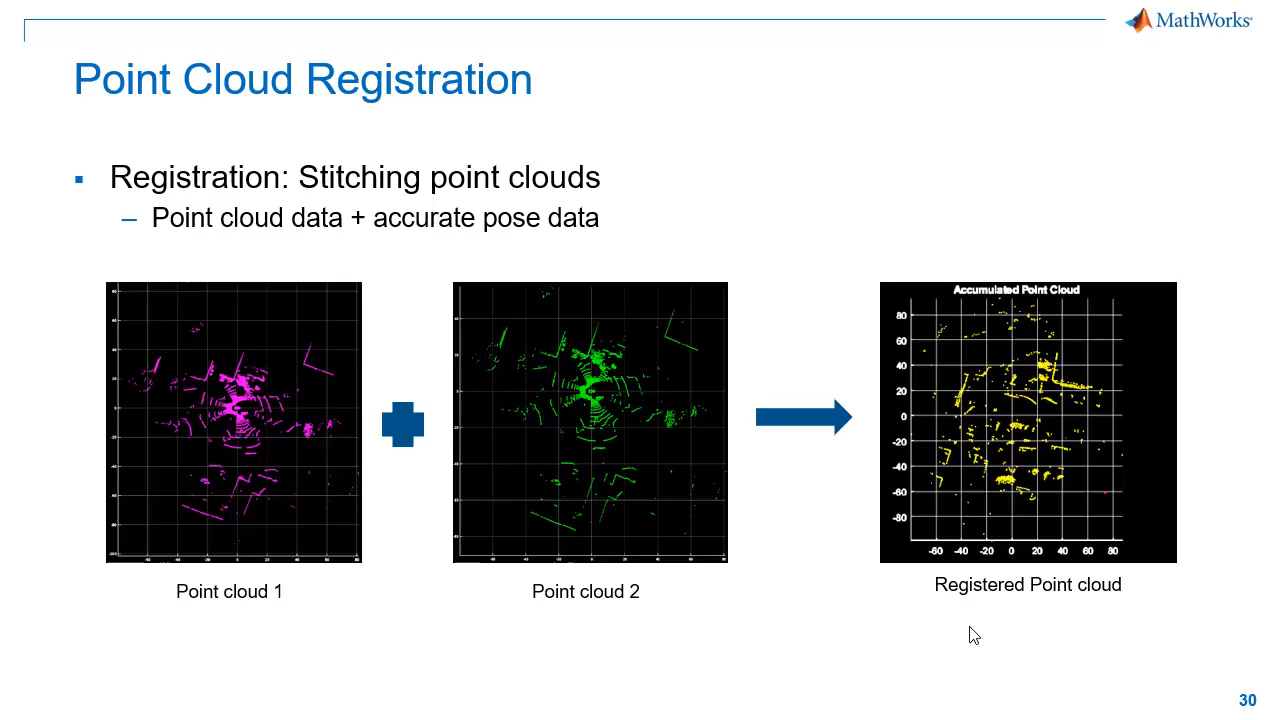 MathWorks®
Point Cloud Registration
▪ Registration: Stitching point clouds
– Point cloud data + accurate pose data
Accumulated Point Cloud
80
60
40
20
0
-20
-40
-60
-80
-60 -40 -20 0 20 40 60 80
Point cloud 1
Point cloud 2
Registered Point cloud
30